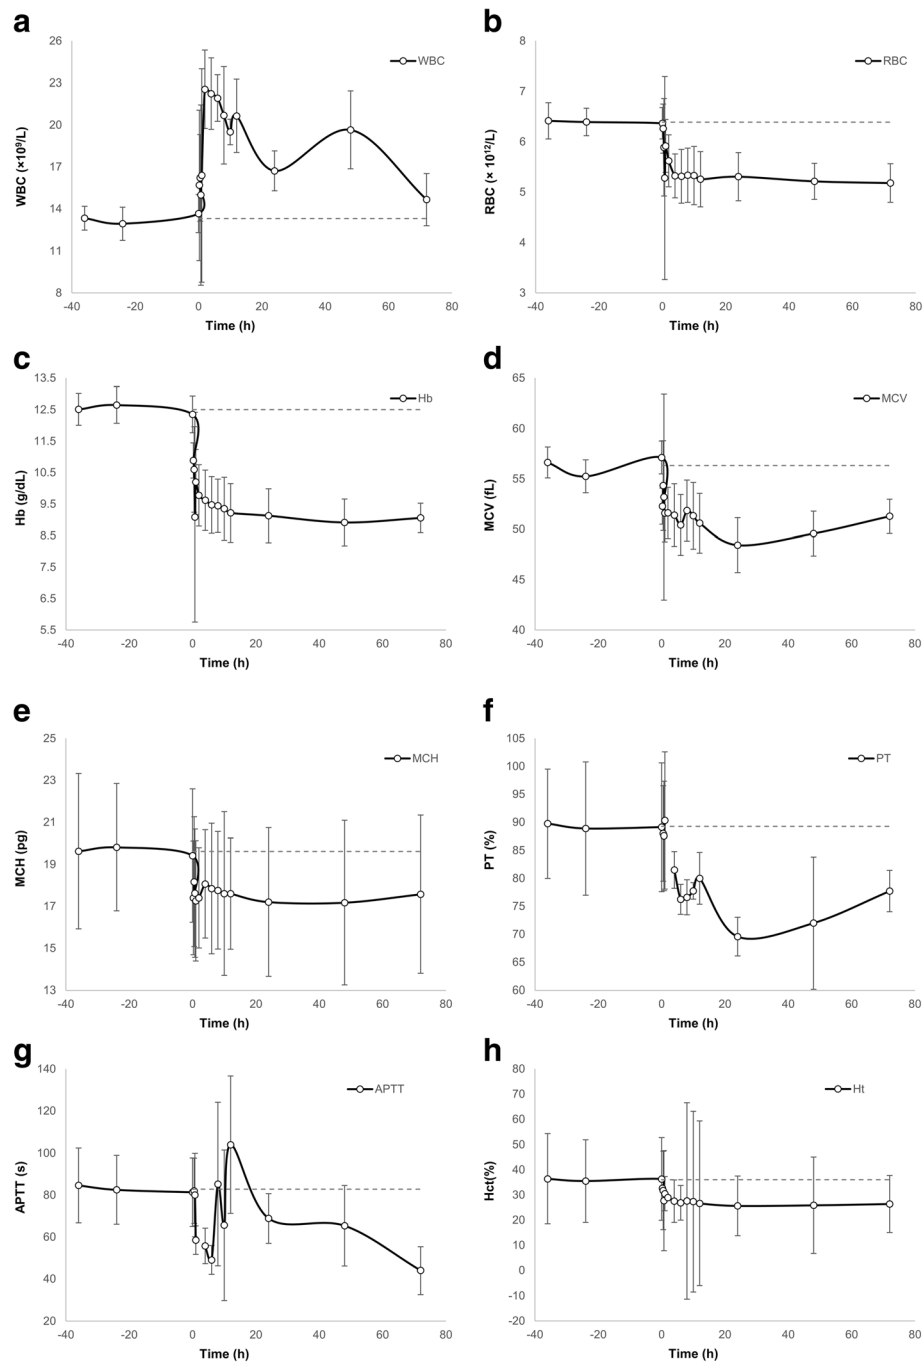 a
26
23
20
17
14
11
8
WBC (×10⁹/L)
WBC
-40 -20 0 20 40 60 80
Time (h)
b
8
7
6
5
4
3
RBC (× 10¹²/L)
RBC
-40 -20 0 20 40 60 80
Time (h)
c
13.5
12.5
11.5
10.5
9.5
8.5
7.5
6.5
5.5
Hb (g/dL)
Hb
-40 -20 0 20 40 60 80
Time (h)
d
65
60
55
50
45
40
MCV (fL)
MCV
-40 -20 0 20 40 60 80
Time (h)
e
25
23
21
19
17
15
13
MCH (pg)
MCH
-40 -20 0 20 40 60 80
Time (h)
f
105
100
95
90
85
80
75
70
65
60
PT (%)
PT
-40 -20 0 20 40 60 80
Time (h)
g
140
120
100
80
60
40
20
APTT (s)
APTT
-40 -20 0 20 40 60 80
Time (h)
h
80
70
60
50
40
30
20
10
0
-10
-20
Hct(%)
Ht
-40 -20 0 20 40 60 80
Time (h)